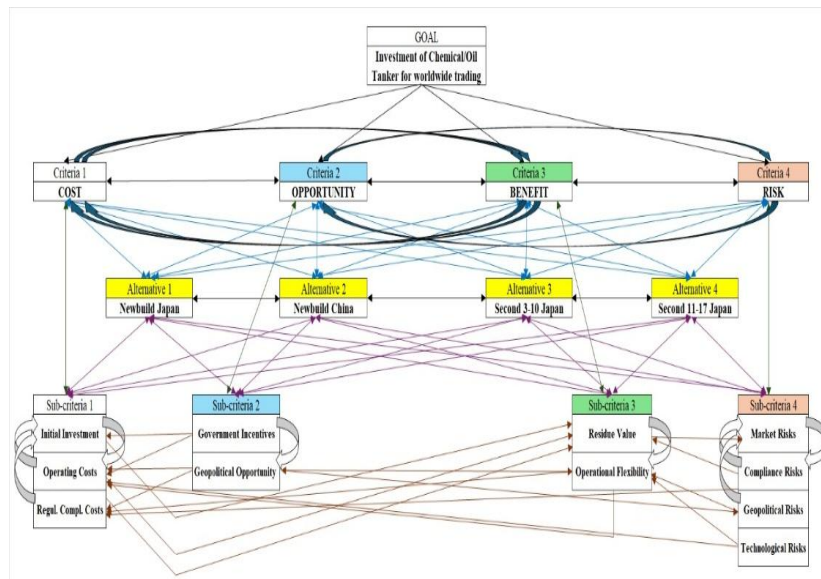 GOAL
Investment of Chemical/Oil
Tanker for worldwide trading
Criteria 1
COST
Criteria 2
OPPORTUNITY
Criteria 3
BENEFIT
Criteria 4
RISK
Alternative 1
Newbuild Japan
Alternative 2
Newbuild China
Alternative 3
Second 3-10 Japan
Alternative 4
Second 11-17 Japan
Sub-criteria 1
Initial Investment
Operating Costs
Regul. Compl. Costs
Sub-criteria 2
Government Incentives
Geopolitical Opportunity
Sub-criteria 3
Residue Value
Operational Flexibility
Sub-criteria 4
Market Risks
Compliance Risks
Geopolitical Risks
Technological Risks